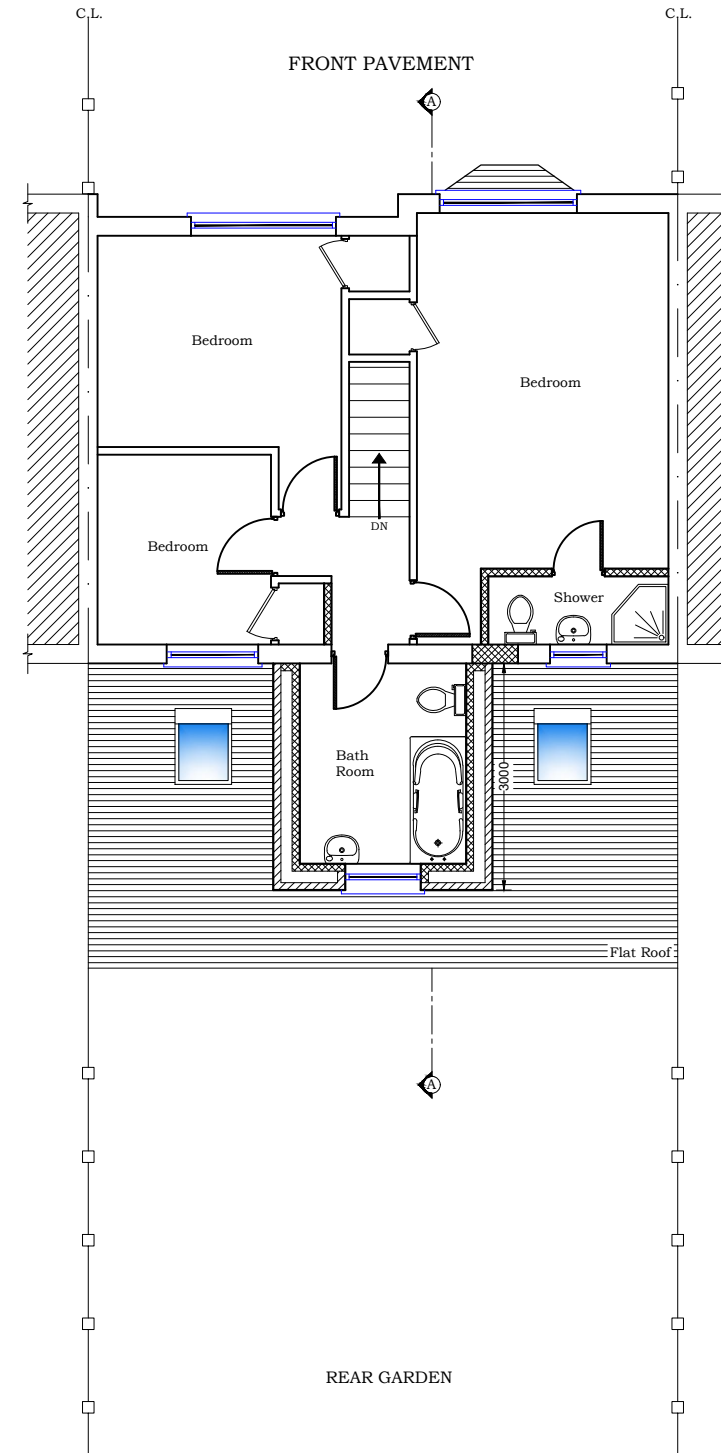 C.L.
C.L.
FRONT PAVEMENT
A
Bedroom
Bedroom
DN
Bedroom
Shower
Bath
Room
3000
Flat Roof
A
REAR GARDEN